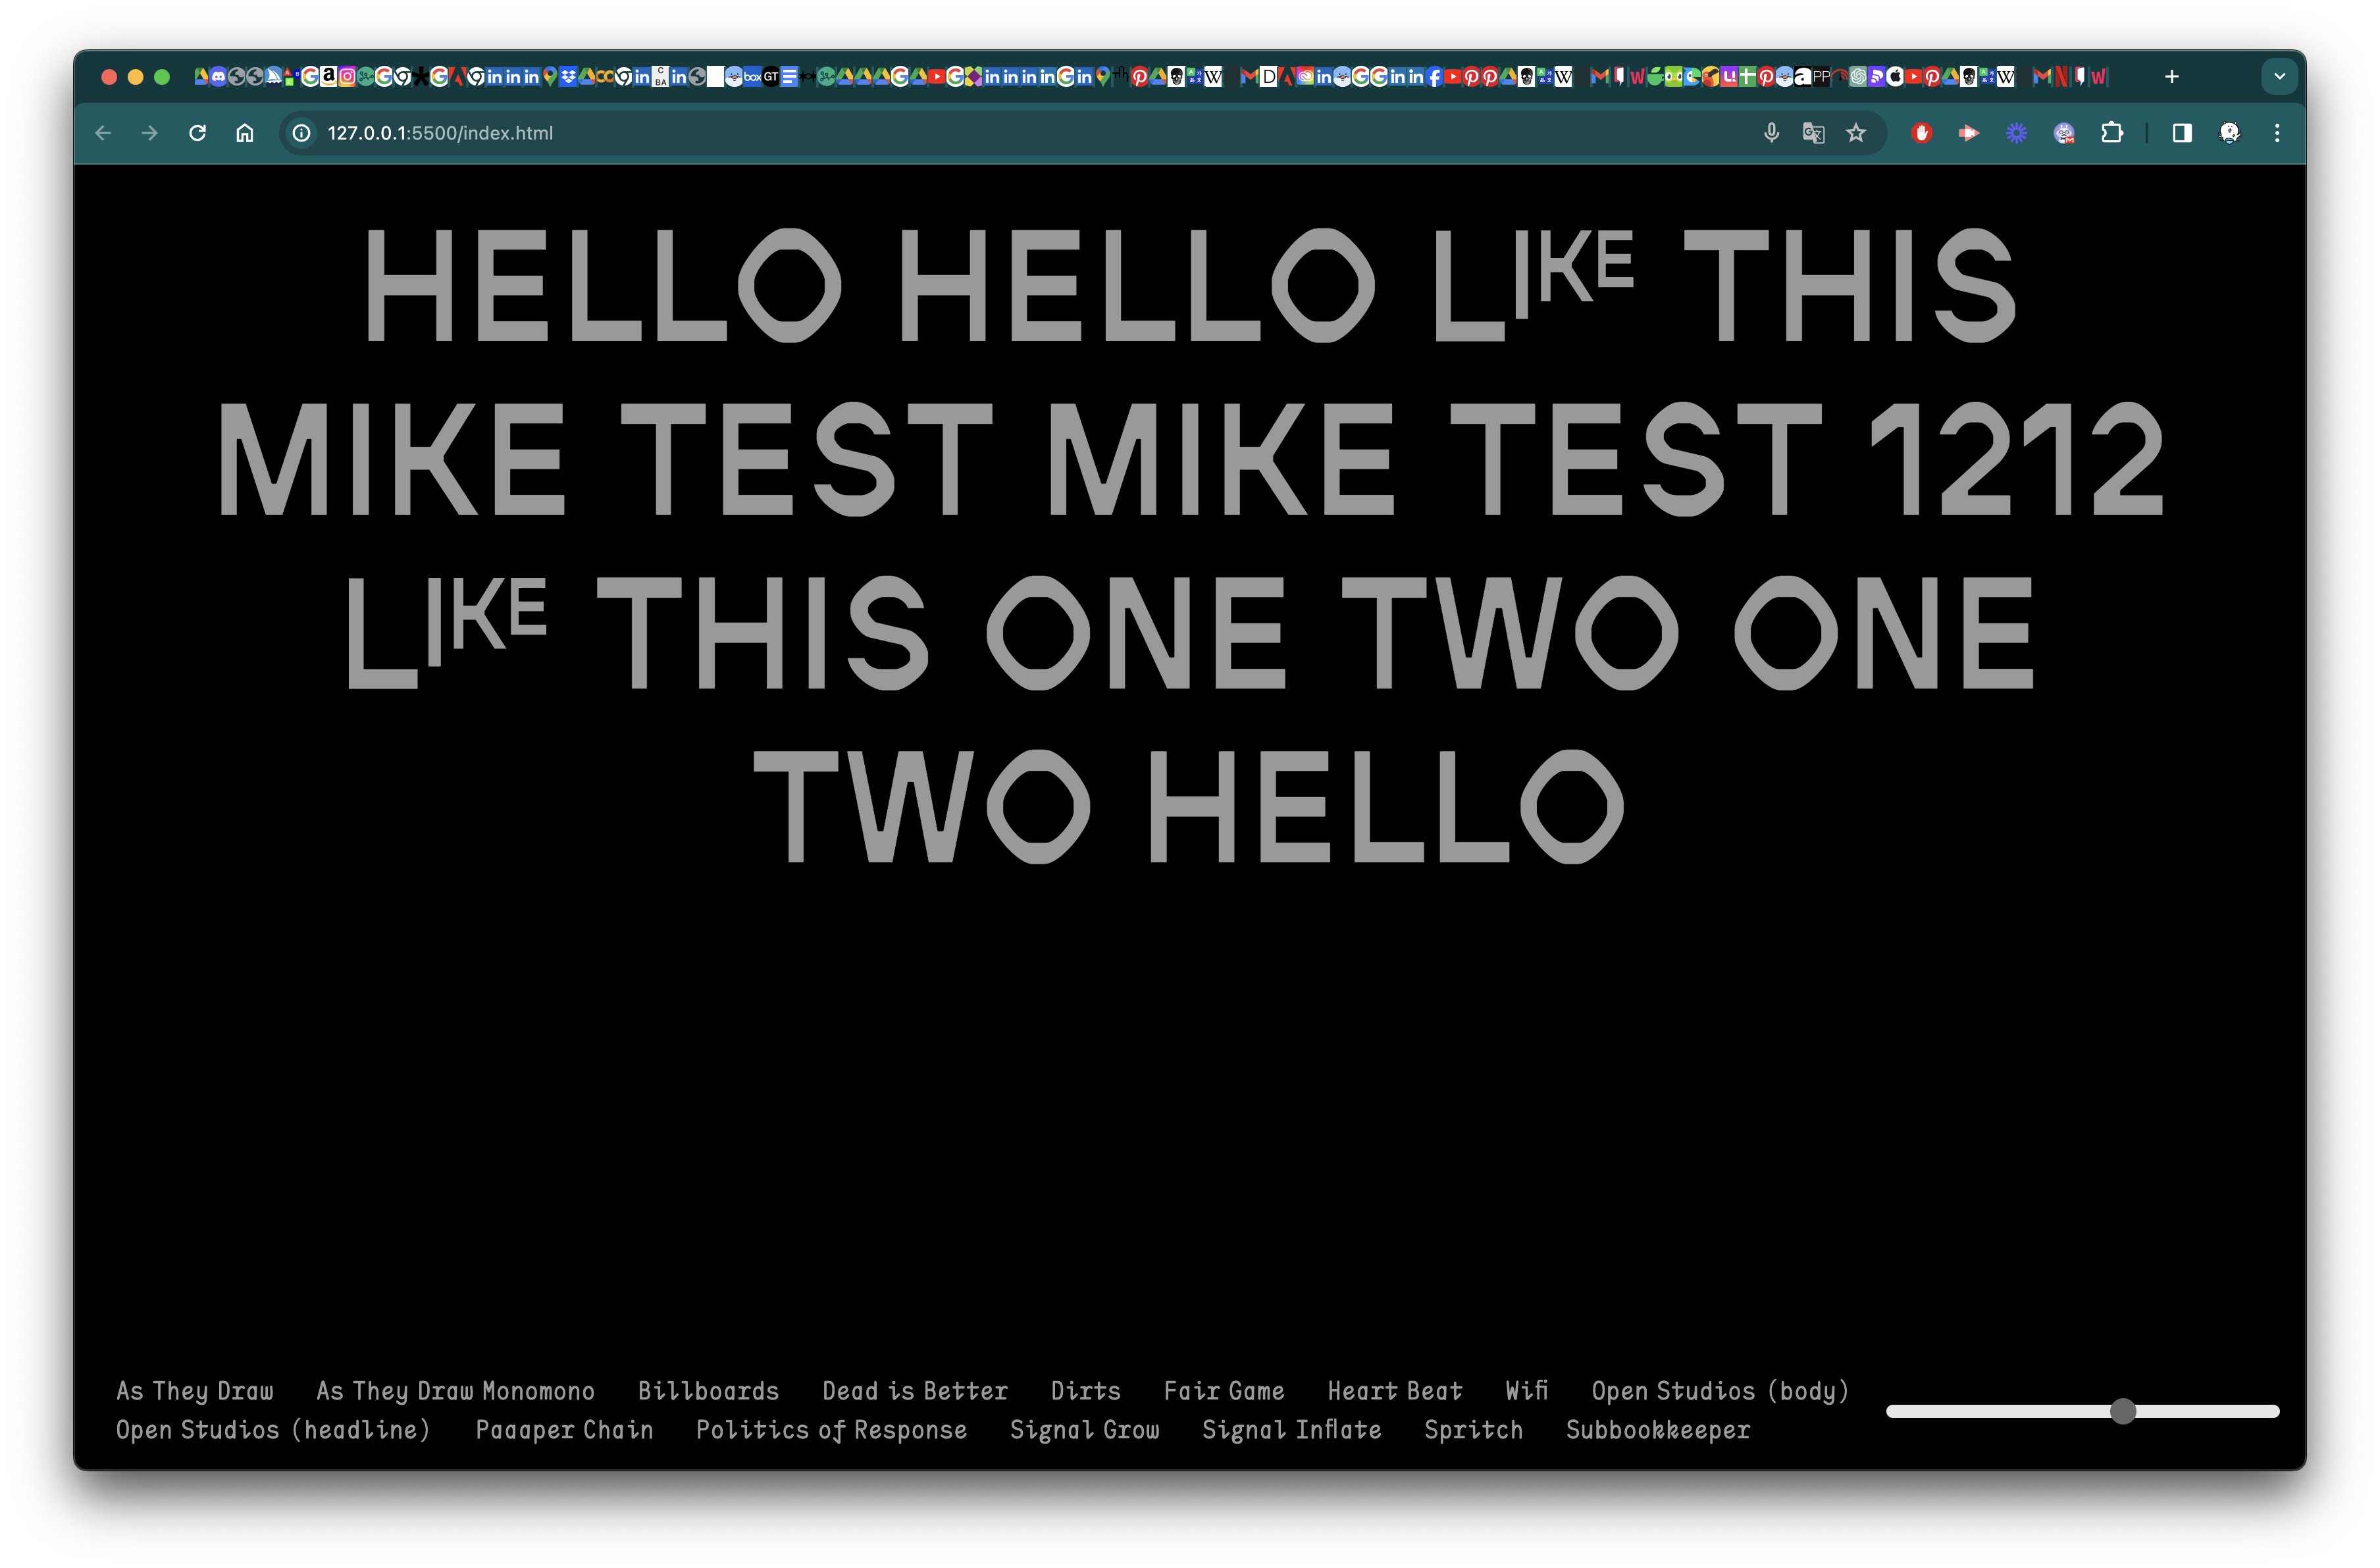 127.0.0.1:5500/index.html
HELLO HELLO LIKE THIS
MIKE TEST MIKE TEST 1212
LIKE THIS ONE TWO ONE
TWO HELLO
As They Draw As They Draw Monomono Billboards Dead is Better Dirts Fair Game Heart Beat Wifi Open Studios (body)
Open Studios (headline) Paaaper Chain Politics of Response Signal Grow Signal Inflate Spritch Subbookkeeper